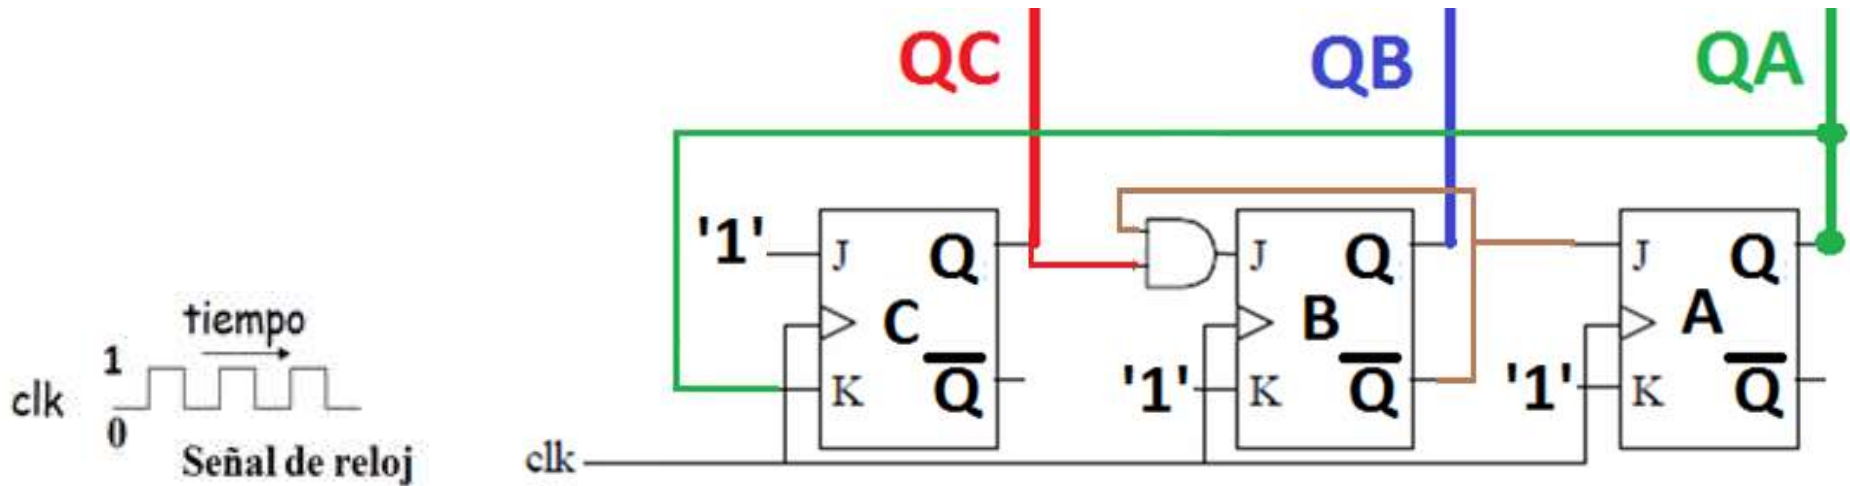 QC QB QA
'1' J Q J Q J Q
C B A
K Q '1' K Q '1' K Q
tiempo
1
clk
0
Señal de reloj
clk